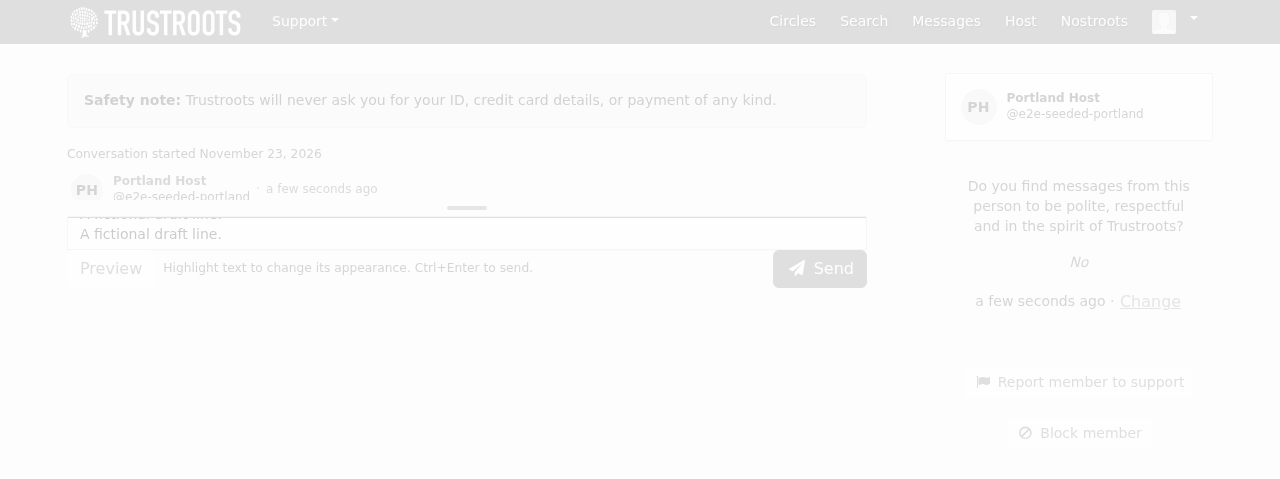 TRUSTROOTS
Support
Circles
Search
Messages
Host
Nostroots
Safety note: Trustroots will never ask you for your ID, credit card details, or payment of any kind.
Conversation started November 23, 2026
PH
Portland Host
@e2e-seeded-portland
· a few seconds ago
A fictional draft line.
A fictional draft line.
Preview
Highlight text to change its appearance. Ctrl+Enter to send.
Send
PH
Portland Host
@e2e-seeded-portland
Do you find messages from this
person to be polite, respectful
and in the spirit of Trustroots?
No
a few seconds ago · Change
Report member to support
Block member